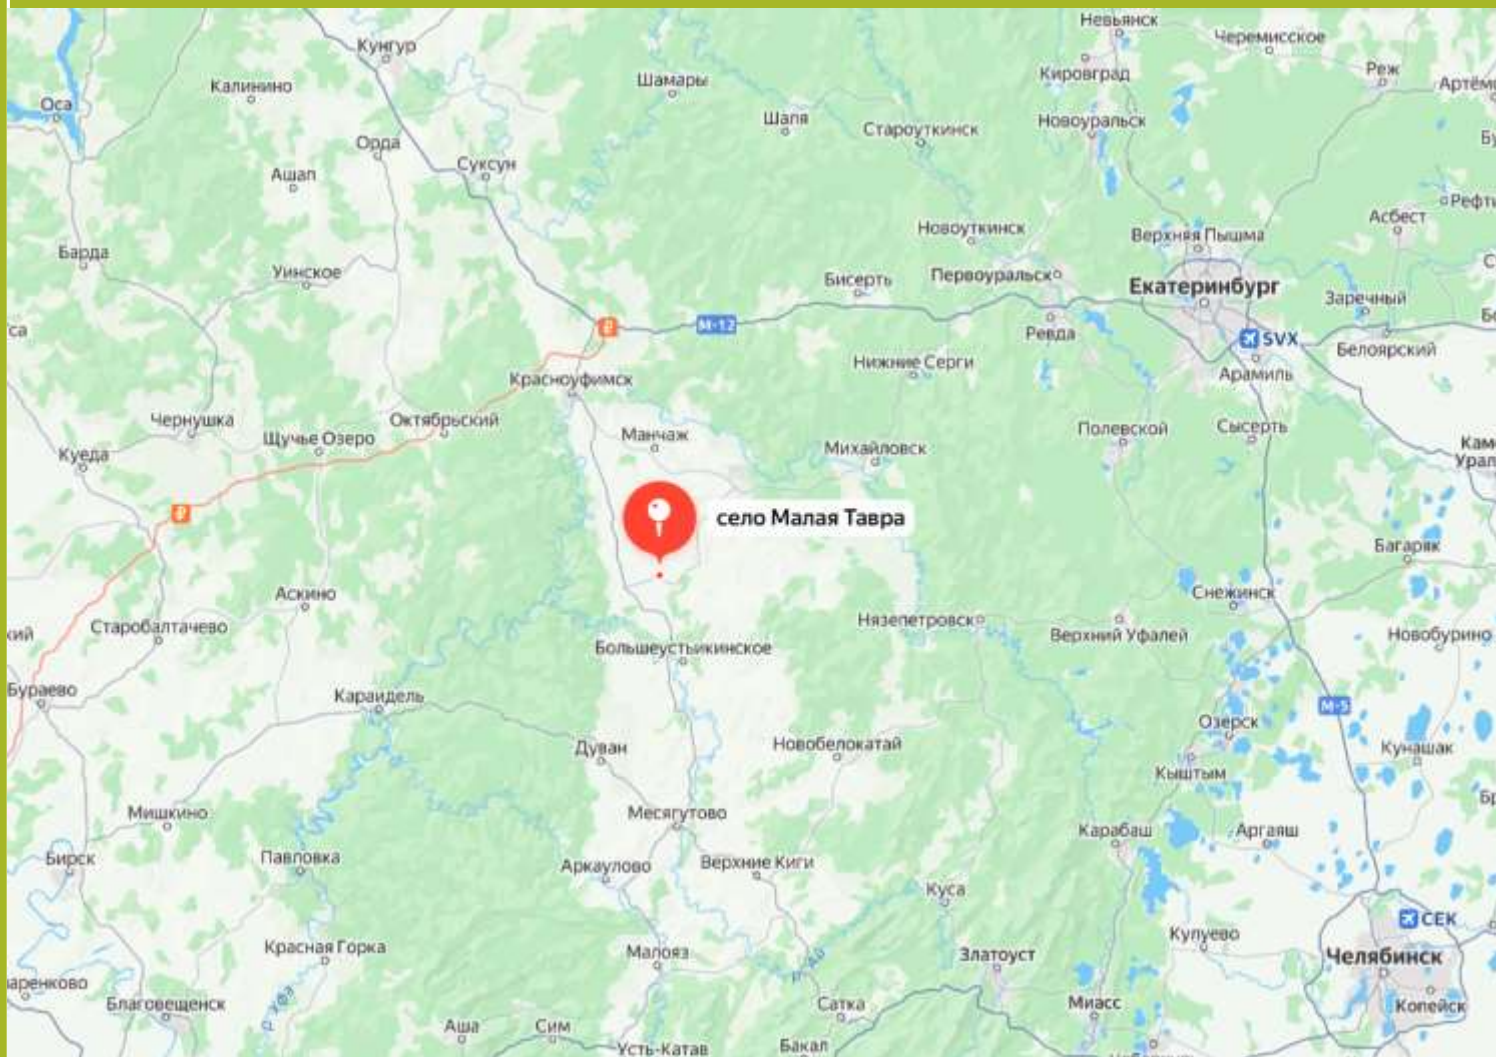 Невьянск
Черемисское
Кунгур
Кировград
Реж
Шамары
Калинино
Оса
Шаля
Староуткинск
Новоуральск
Орда
Суксун
Ашап
Асбест
Новоуткинск
Верхняя Пышма
Барда
Уинское
Бисерть
Первоуральск
Екатеринбург
Заречный
М-12
Ревда
SVX
Белоярский
Нижние Серги
Арамиль
Красноуфимск
Чернушка
Октябрьский
Щучье Озеро
Манчаж
Михайловск
Полевской
Сысерть
Куеда
село Малая Тавра
Багаряк
Аскино
Снежинск
Старобалтачево
Нязепетровск
Верхний Уфалей
Новобурино
Большеустьикинское
Бураево
Караидель
М-5
Озерск
Дуван
Новобелокатай
Кунашак
Кыштым
Мишкино
Месягутово
Карабаш
Аргаяш
Бирск
Павловка
Аркаулово
Верхние Киги
Куса
CEK
Кулуево
Красная Горка
Малояз
р. Ай
Златоуст
Челябинск
Благовещенск
р. Уфа
Сатка
Миасс
Копейск
Аша
Сим
Усть-Катав
Бакал